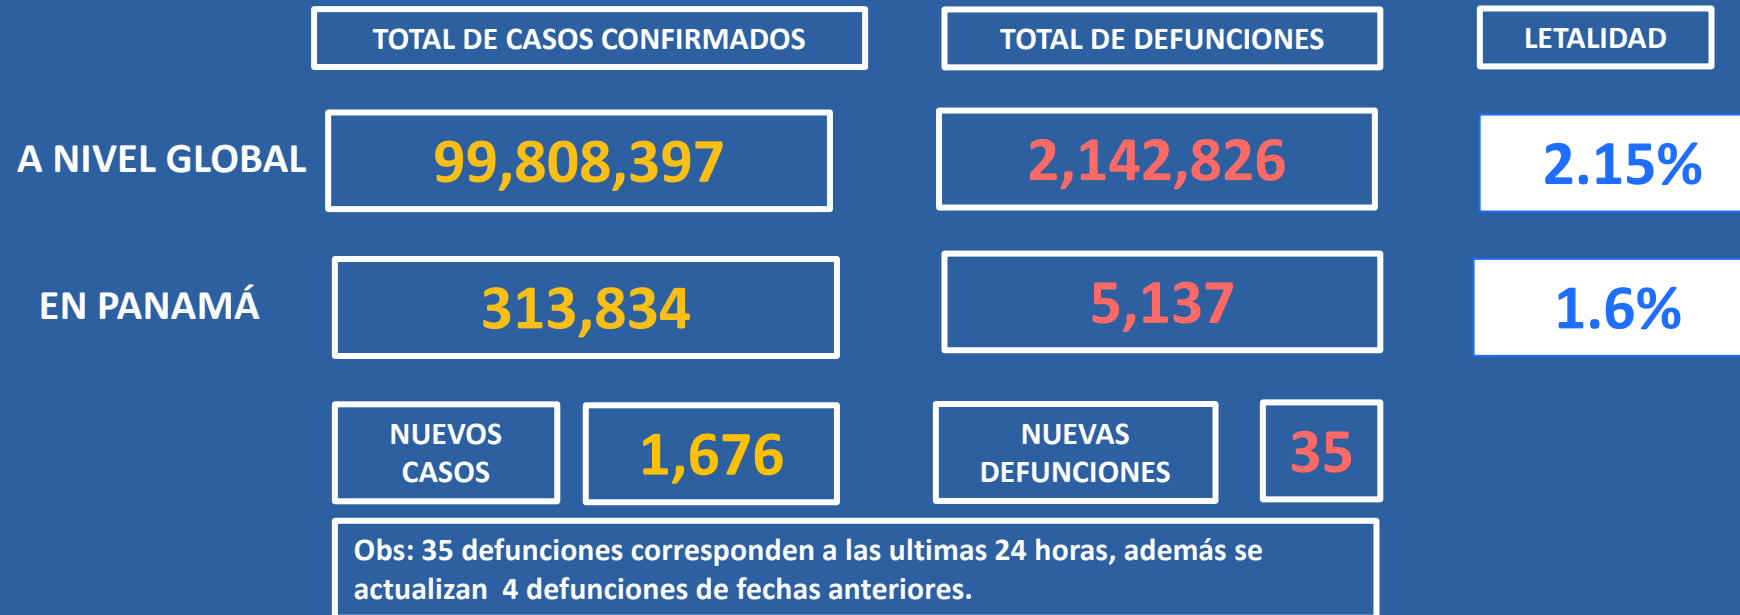 TOTAL DE CASOS CONFIRMADOS
TOTAL DE DEFUNCIONES
LETALIDAD
A NIVEL GLOBAL
99,808,397
2,142,826
2.15%
EN PANAMÁ
313,834
5,137
1.6%
NUEVOS
CASOS
1,676
NUEVAS
DEFUNCIONES
35
Obs: 35 defunciones corresponden a las ultimas 24 horas, además se
actualizan 4 defunciones de fechas anteriores.